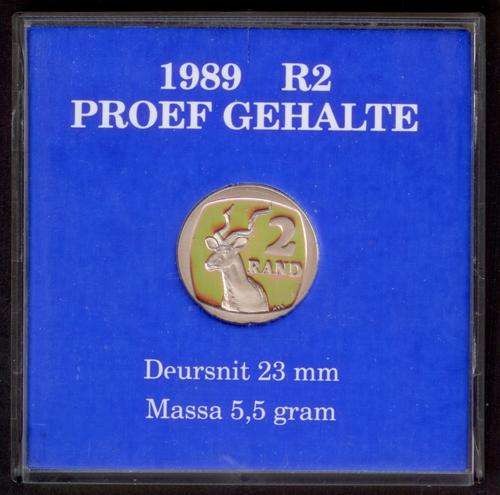 1989 R2
PROEF GEHALTE
2
RAND
Deursnit 23 mm
Massa 5,5 gram